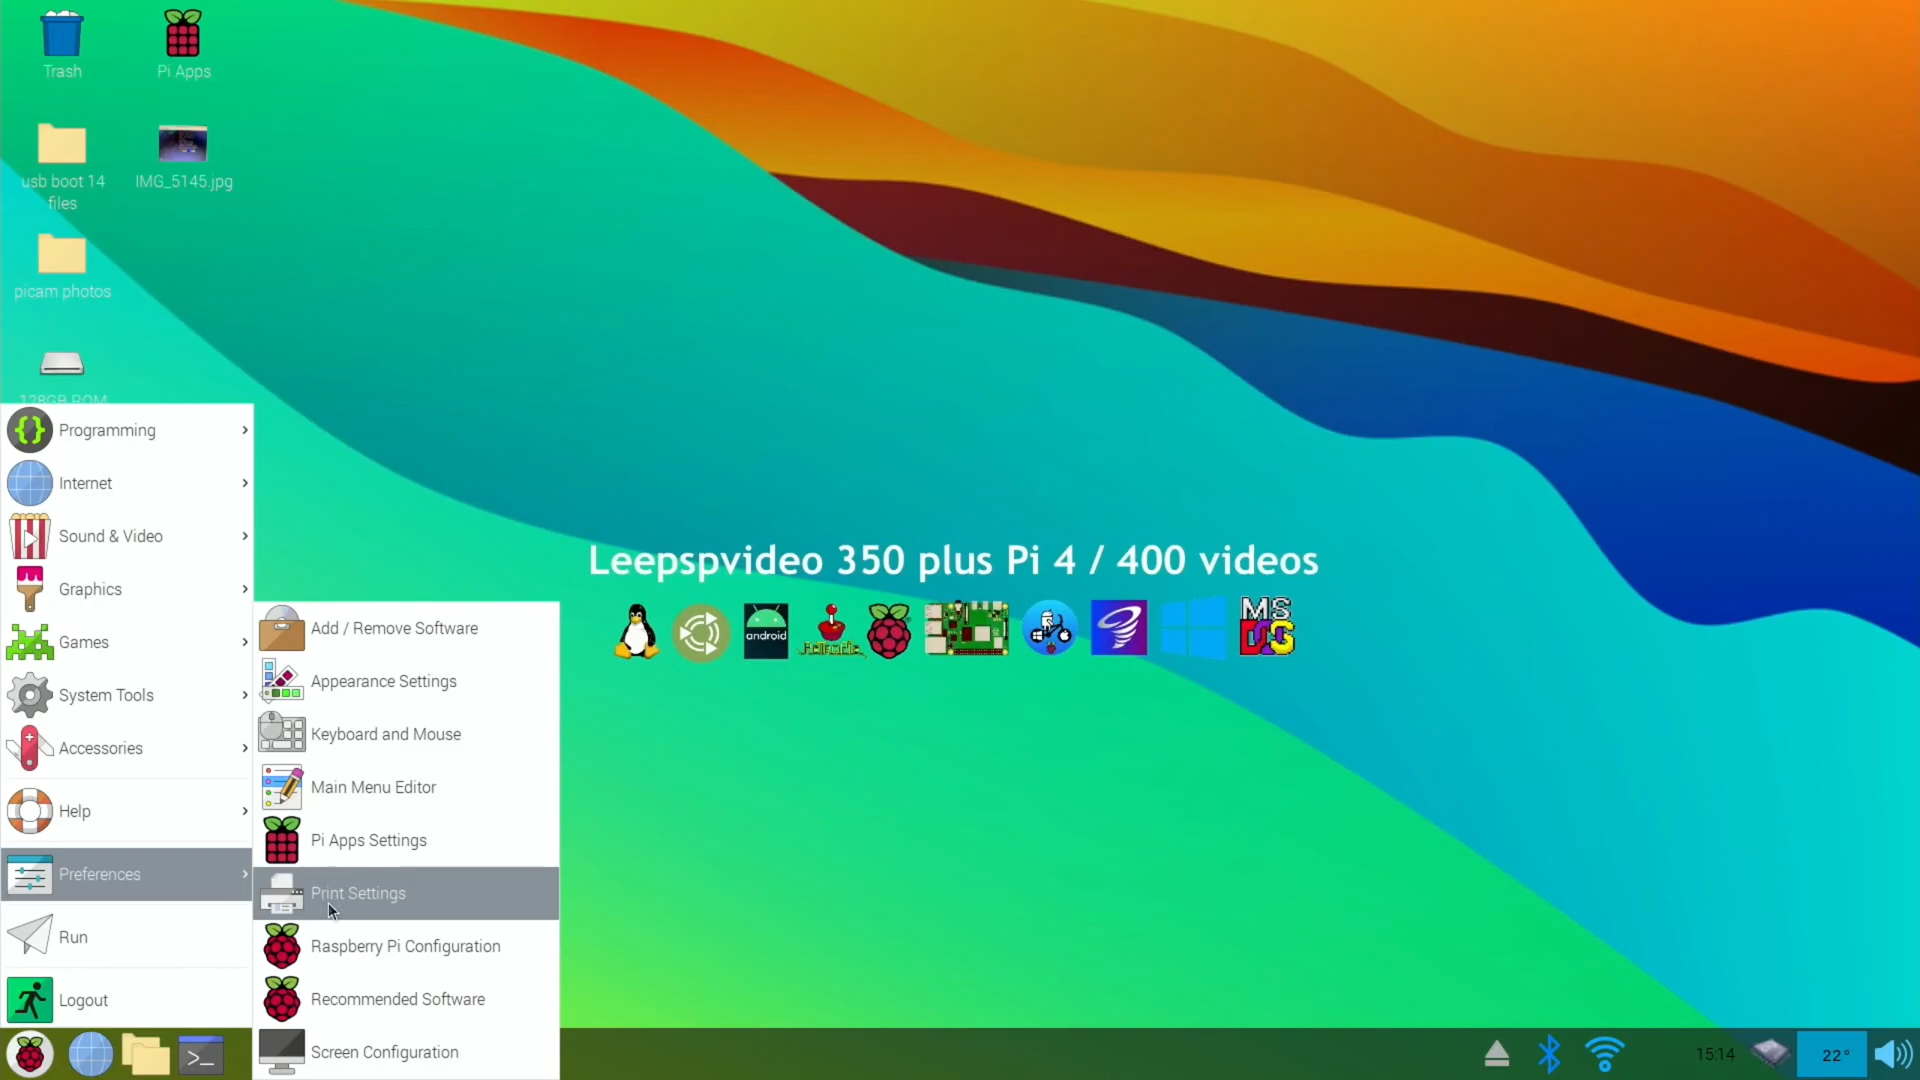 Trash
Pi Apps
usb boot 14
files
IMG_5145.jpg
picam photos
128GB ROM
Programming
Internet
Sound & Video
Graphics
Games
System Tools
Accessories
Help
Preferences
Run
Logout
Add / Remove Software
Appearance Settings
Keyboard and Mouse
Main Menu Editor
Pi Apps Settings
Print Settings
Raspberry Pi Configuration
Recommended Software
Screen Configuration
Leepspvideo 350 plus Pi 4 / 400 videos
android
MS
DOS
>_
15:14
22°